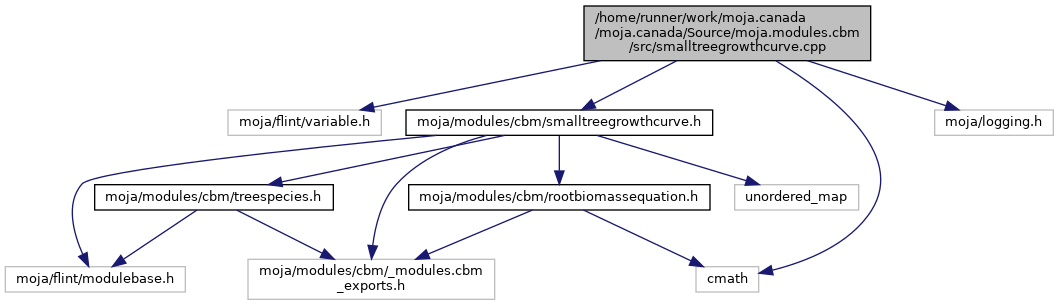 /home/runner/work/moja.canada
/moja.canada/Source/moja.modules.cbm
/src/smalltreegrowthcurve.cpp
moja/flint/variable.h
moja/modules/cbm/smalltreegrowthcurve.h
moja/logging.h
moja/modules/cbm/treespecies.h
moja/modules/cbm/rootbiomassequation.h
unordered_map
moja/flint/modulebase.h
moja/modules/cbm/_modules.cbm
_exports.h
cmath